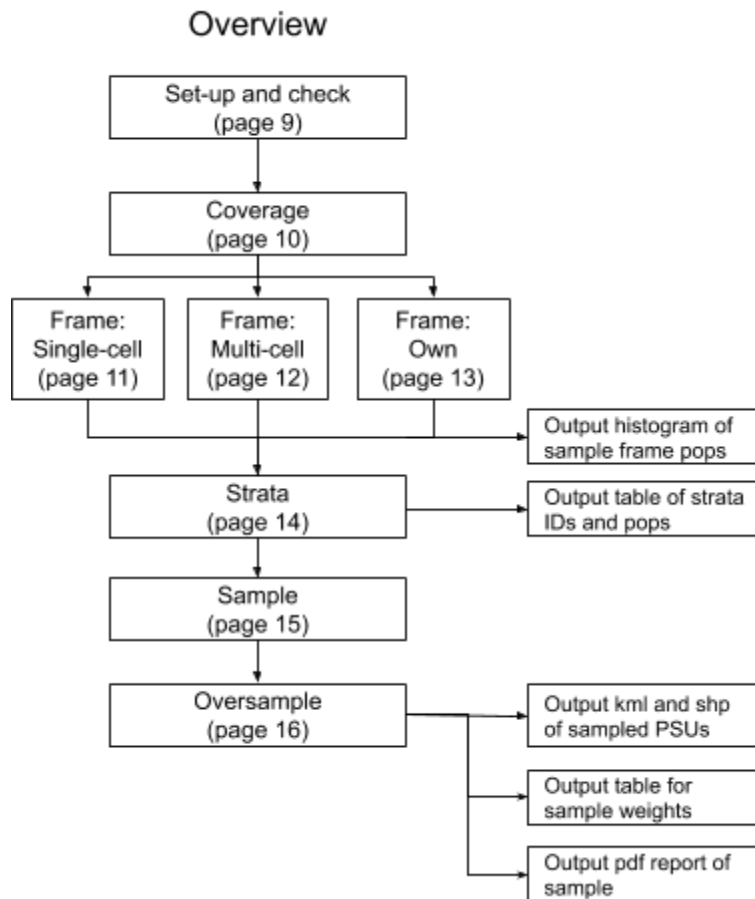 Overview
Set-up and check
(page 9)
Coverage
(page 10)
Frame:
Single-cell
(page 11)
Frame:
Multi-cell
(page 12)
Frame:
Own
(page 13)
Output histogram of
sample frame pops
Strata
(page 14)
Output table of strata
IDs and pops
Sample
(page 15)
Oversample
(page 16)
Output kml and shp
of sampled PSUs
Output table for
sample weights
Output pdf report of
sample